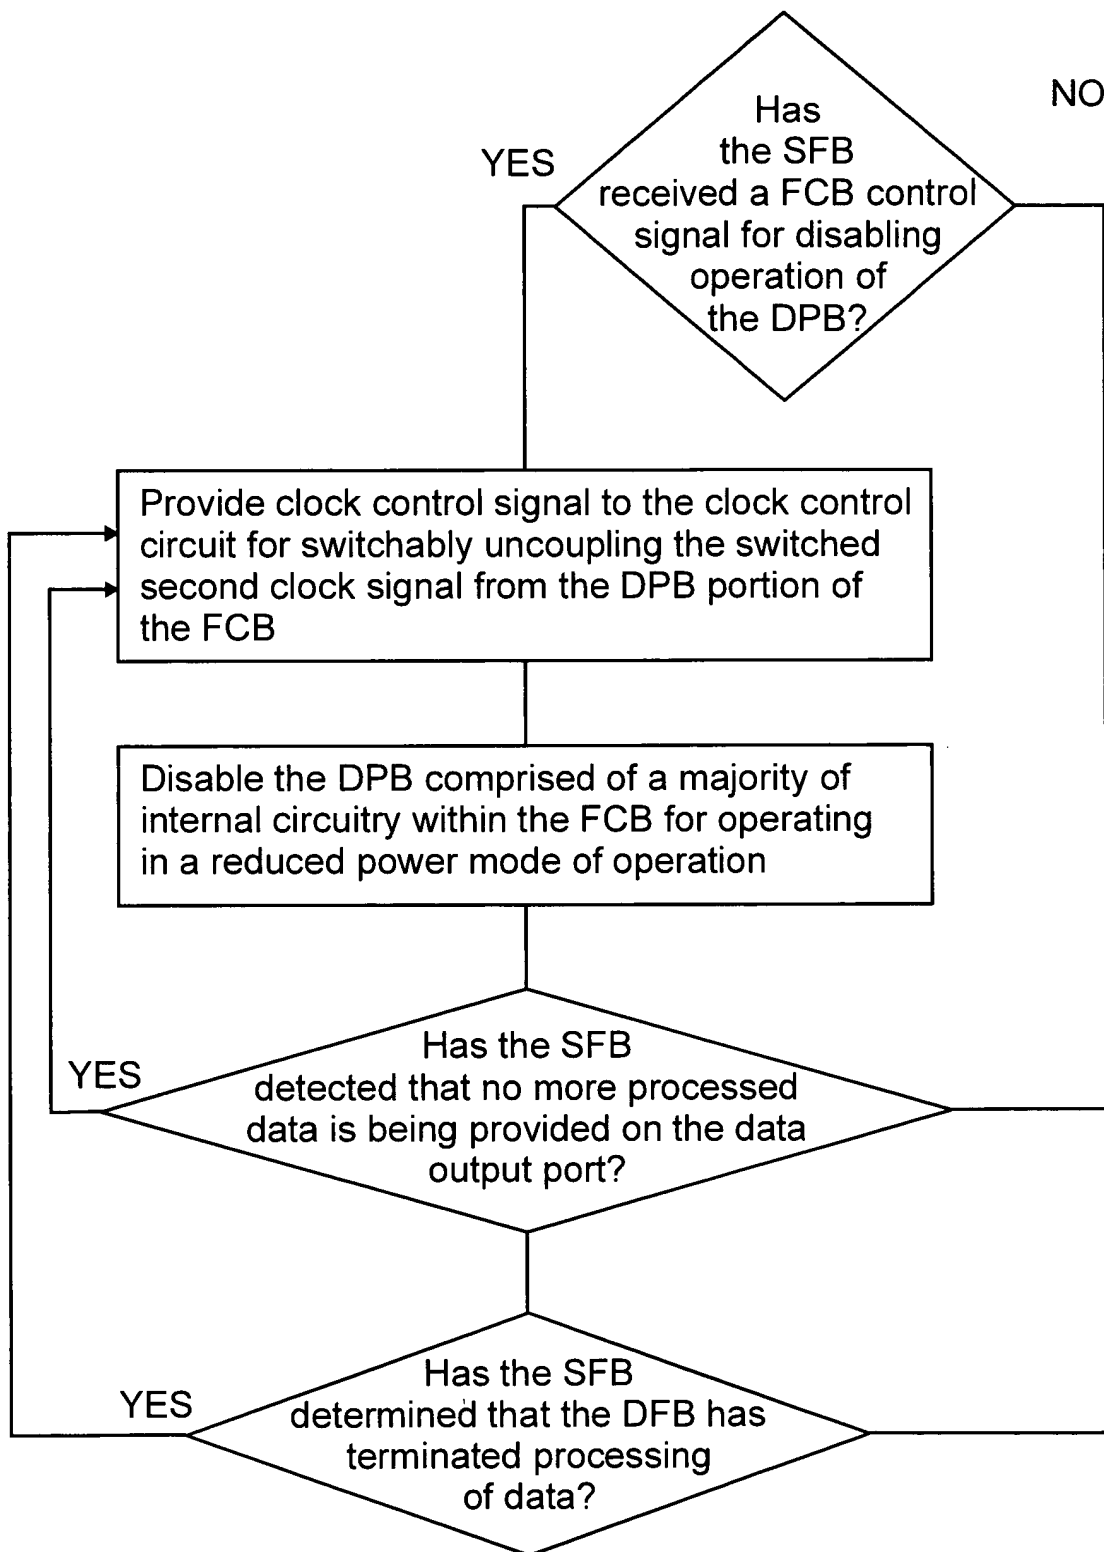 NO
YES
Has
the SFB
received a FCB control
signal for disabling
operation of
the DPB?
Provide clock control signal to the clock control
circuit for switchably uncoupling the switched
second clock signal from the DPB portion of
the FCB
Disable the DPB comprised of a majority of
internal circuitry within the FCB for operating
in a reduced power mode of operation
YES
Has the SFB
detected that no more processed
data is being provided on the data
output port?
YES
Has the SFB
determined that the DFB has
terminated processing
of data?